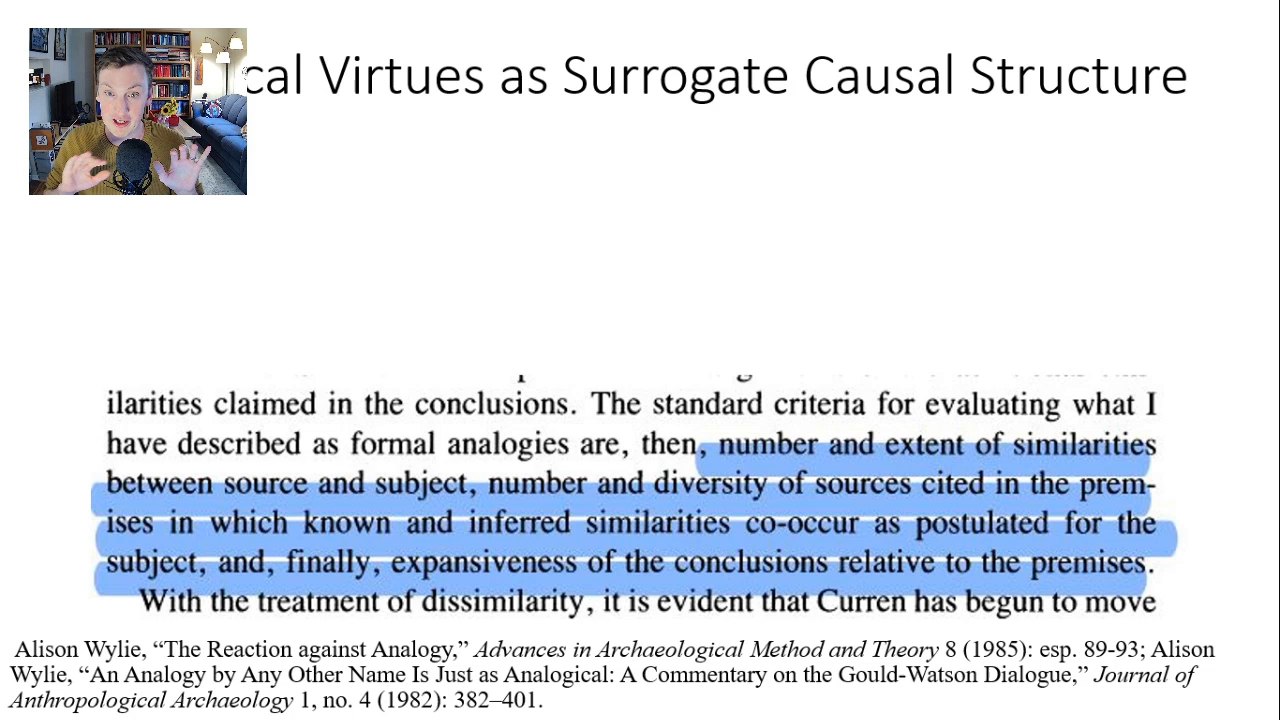 cal Virtues as Surrogate Causal Structure
ilarities claimed in the conclusions. The standard criteria for evaluating what I
have described as formal analogies are, then, number and extent of similarities
between source and subject, number and diversity of sources cited in the prem-
ises in which known and inferred similarities co-occur as postulated for the
subject, and, finally, expansiveness of the conclusions relative to the premises.
With the treatment of dissimilarity, it is evident that Curren has begun to move
Alison Wylie, “The Reaction against Analogy,” Advances in Archaeological Method and Theory 8 (1985): esp. 89-93; Alison
Wylie, “An Analogy by Any Other Name Is Just as Analogical: A Commentary on the Gould-Watson Dialogue,” Journal of
Anthropological Archaeology 1, no. 4 (1982): 382–401.